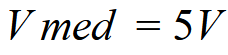 V med = 5V